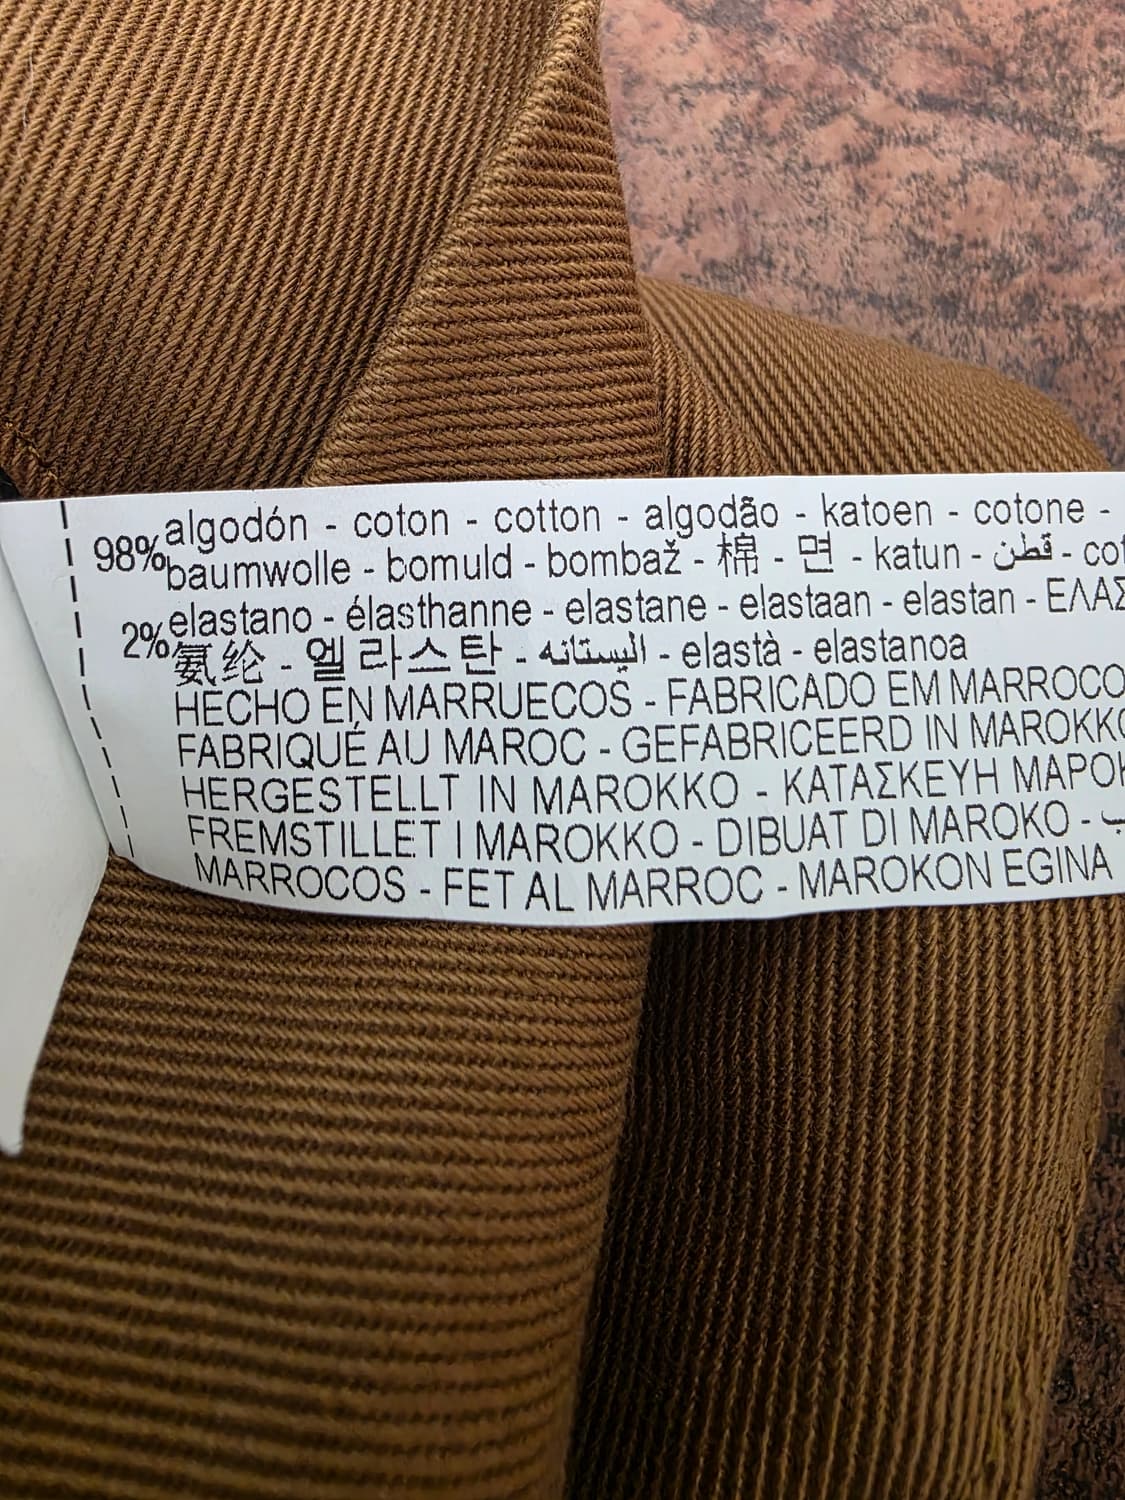 98% algodón - coton - cotton - algodão - katoen - cotone -
baumwolle - bomuld - bombaž - 棉 - 면 - katun - قطن -
2% elastano - élasthanne - elastane - elastaan - elastan -
氨纶 - 엘라스탄 - اليستانه - elastà - elastanoa
HECHO EN MARRUECOS - FABRICADO EM MARROCO
FABRIQUÉ AU MAROC - GEFABRICEERD IN MAROKKO
HERGESTELLT IN MAROKKO - ΚΑΤΑΣΚΕΥΗ
FREMSTILLET I MAROKKO - DIBUAT DI MAROKO -
MARROCOS - FET AL MARROC - MAROKON EGINA